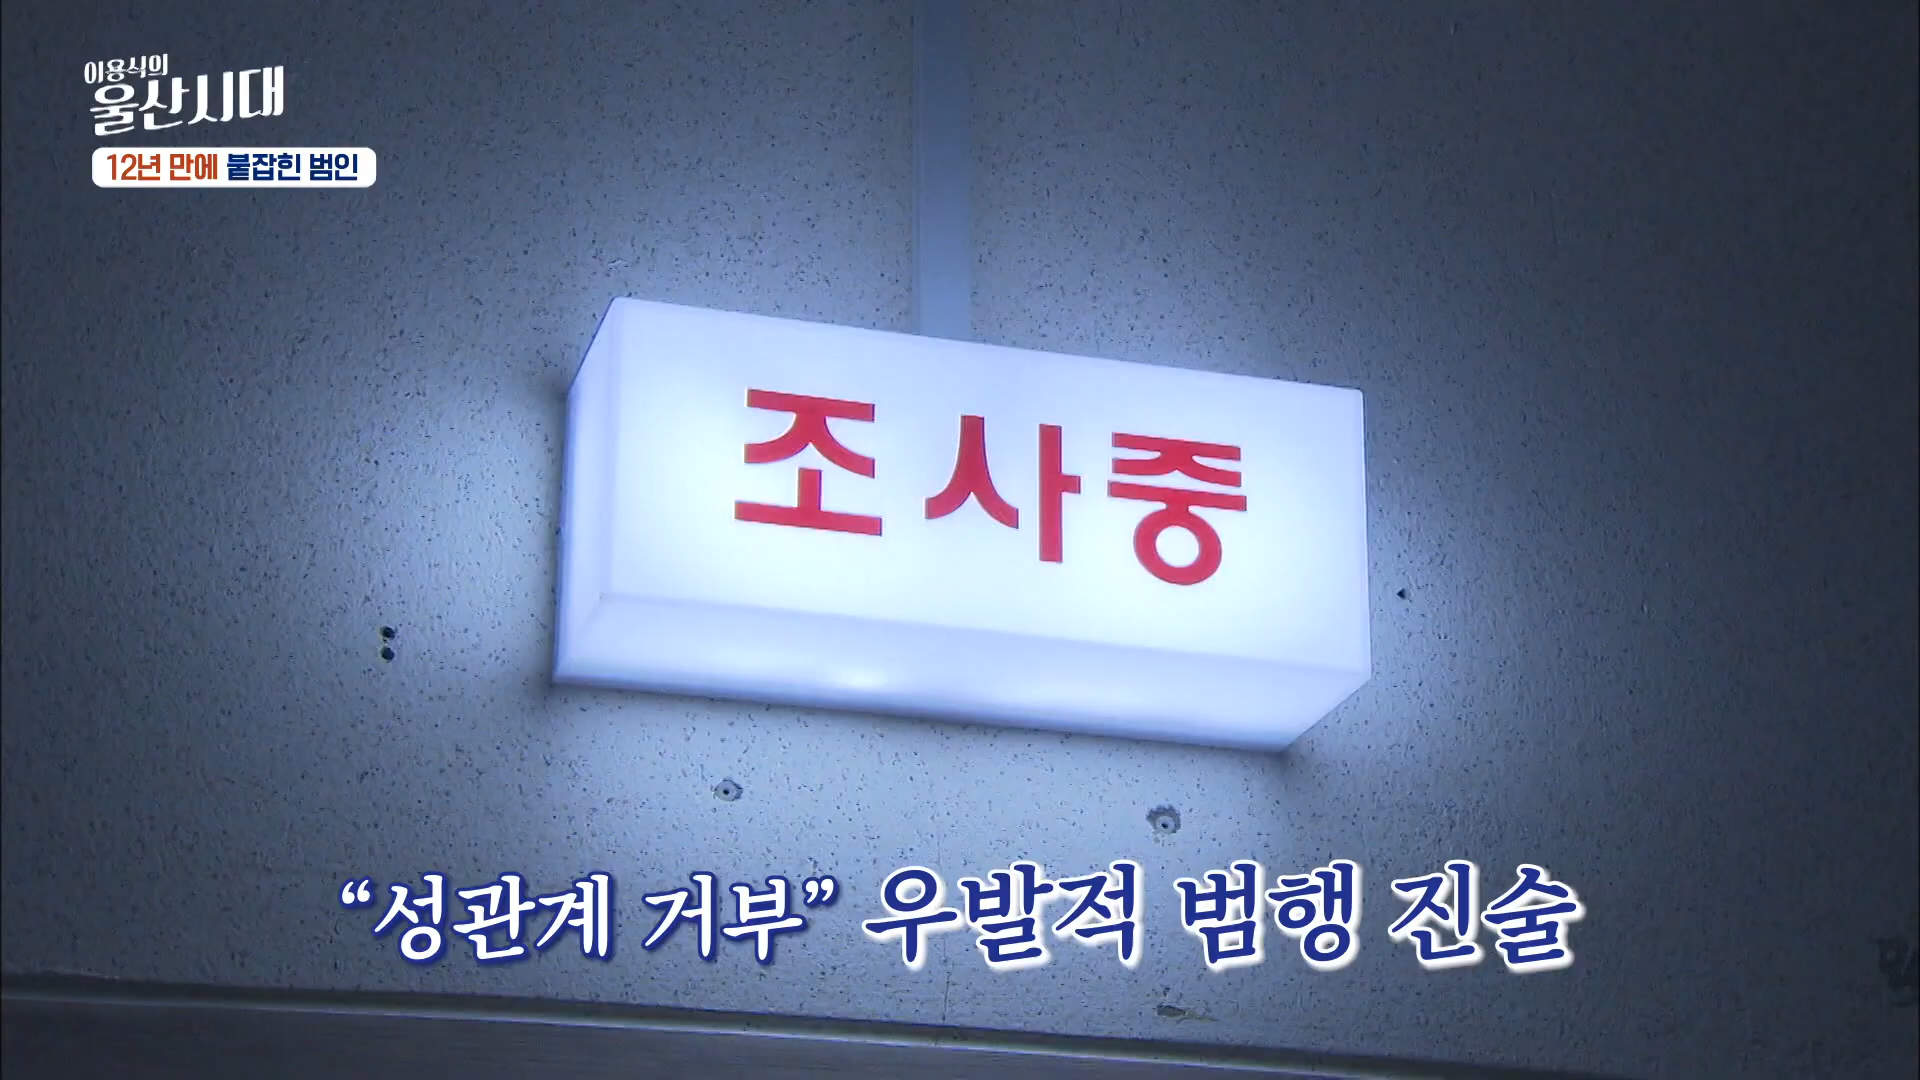 이용식의
울산시대
12년 만에 붙잡힌 범인
조사중
“성관계 거부” 우발적 범행 진술